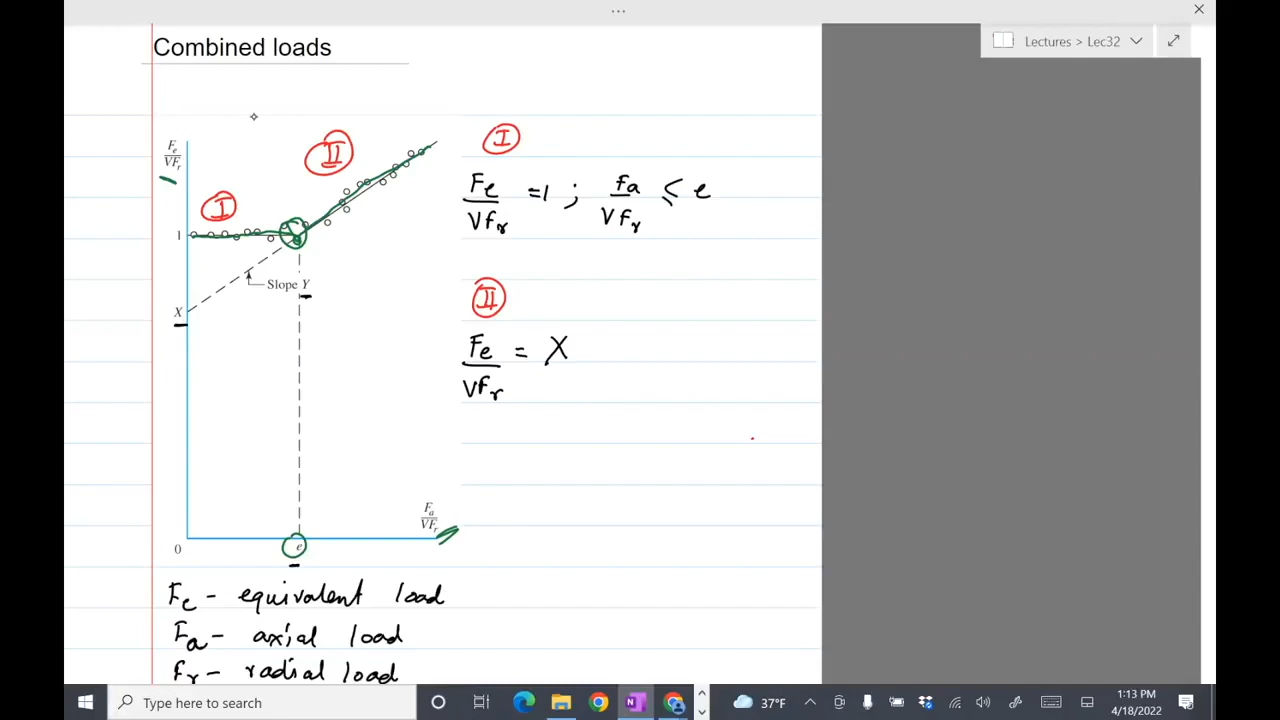 Lectures > Lec32
Combined loads
Fe
VFr
I
II
1
Slope Y
X
Fa
VFr
0
e
I
Fe/VFr = 1 ; Fa/VFr ≤ e
II
Fe/VFr = X
Fe - equivalent load
Fa - axial load
Fr - radial load
Type here to search
37°F
1:13 PM
4/18/2022